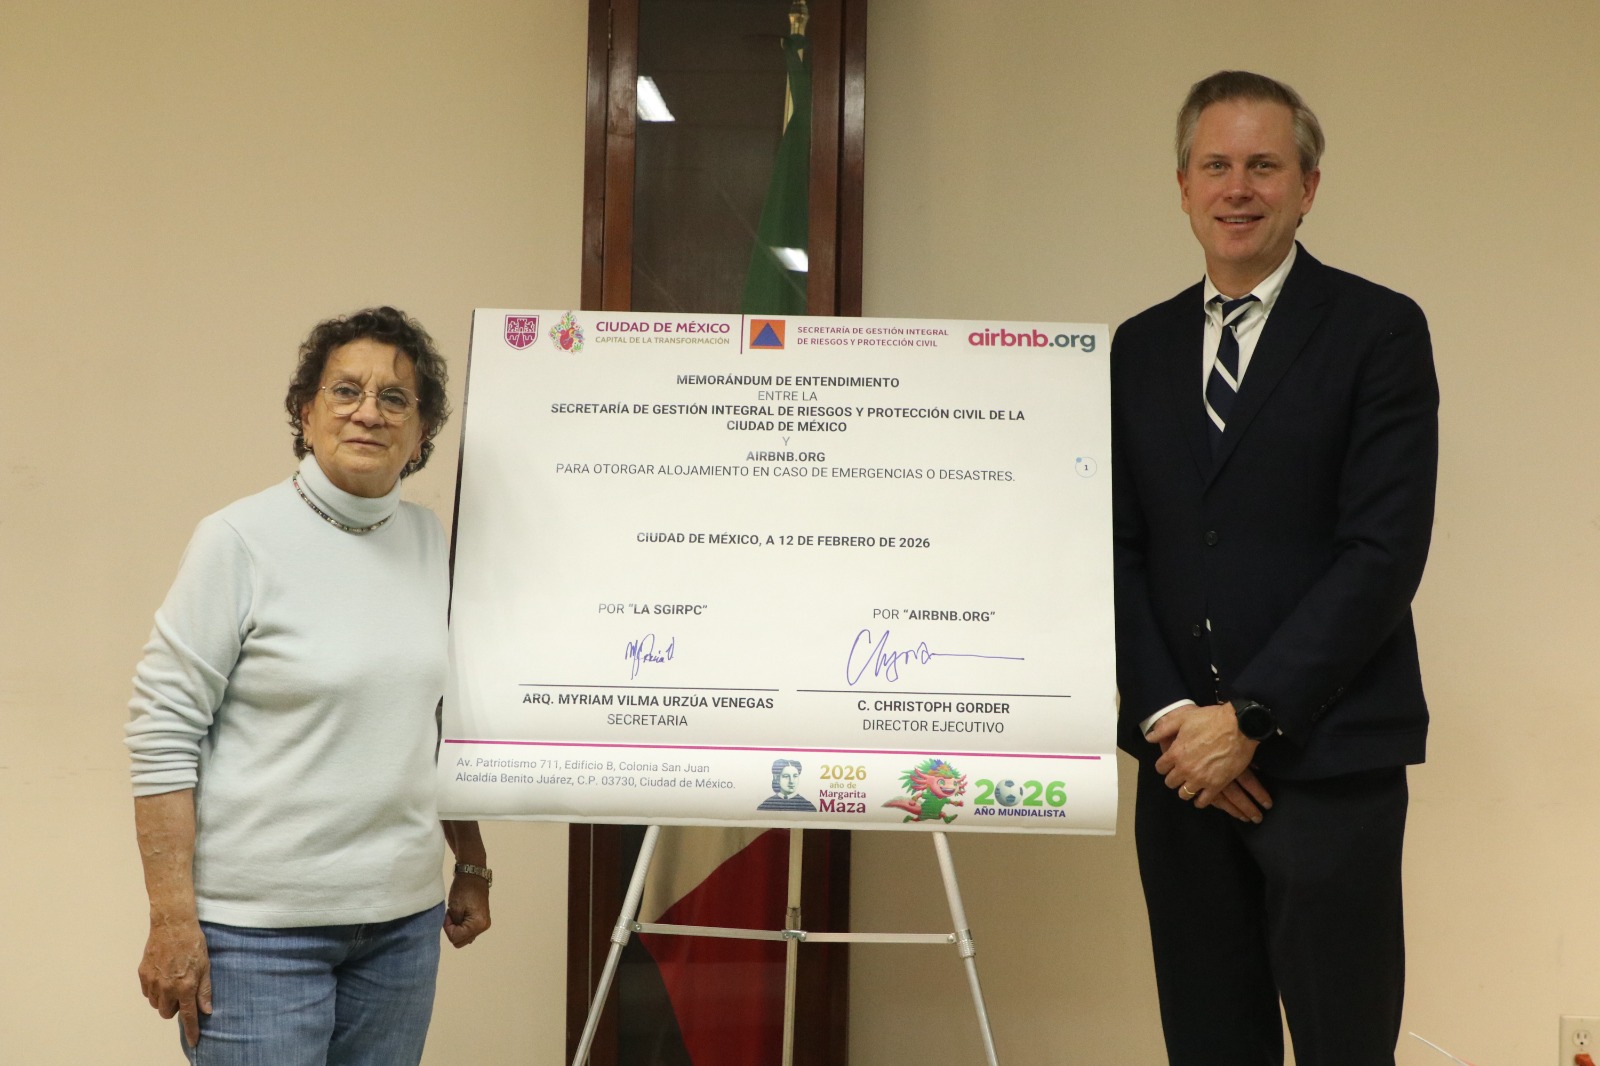 CIUDAD DE MÉXICO
CAPITAL DE LA TRANSFORMACIÓN
SECRETARÍA DE GESTIÓN INTEGRAL
DE RIESGOS Y PROTECCIÓN CIVIL
airbnb.org
MEMORÁNDUM DE ENTENDIMIENTO
ENTRE LA
SECRETARÍA DE GESTIÓN INTEGRAL DE RIESGOS Y PROTECCIÓN CIVIL DE LA
CIUDAD DE MÉXICO
Y
AIRBNB.ORG
PARA OTORGAR ALOJAMIENTO EN CASO DE EMERGENCIAS O DESASTRES.
1
CIUDAD DE MÉXICO, A 12 DE FEBRERO DE 2026
POR “LA SGIRPC”
ARQ. MYRIAM VILMA URZÚA VENEGAS
SECRETARIA
POR “AIRBNB.ORG”
C. CHRISTOPH GORDER
DIRECTOR EJECUTIVO
Av. Patriotismo 711, Edificio B, Colonia San Juan
Alcaldía Benito Juárez, C.P. 03730, Ciudad de México.
2026
año de
Margarita
Maza
2026
AÑO MUNDIALISTA